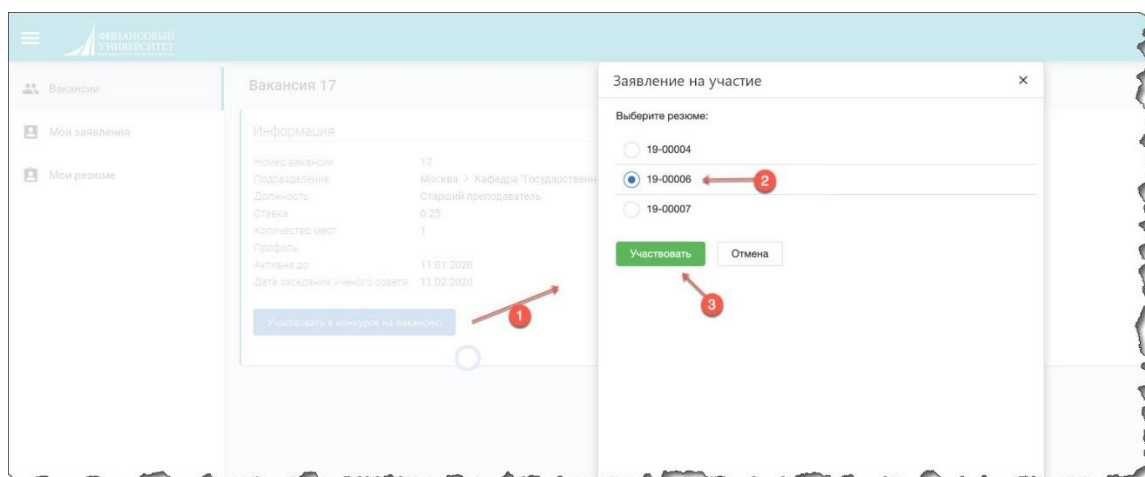 ФИНАНСОВЫЙ
УНИВЕРСИТЕТ
Вакансии
Мои заявления
Мои резюме
Вакансия 17
Информация
Номер вакансии 17
Подразделение Москва > Кафедра "Государственн
Должность Старший преподаватель
Ставка 0.25
Количество мест 1
Профиль
Активна до 11.01.2020
Дата заседания Ученого совета 11.02.2020
Участвовать в конкурсе на вакансию
1
Заявление на участие
×
Выберите резюме:
19-00004
19-00006
2
19-00007
Участвовать Отмена
3